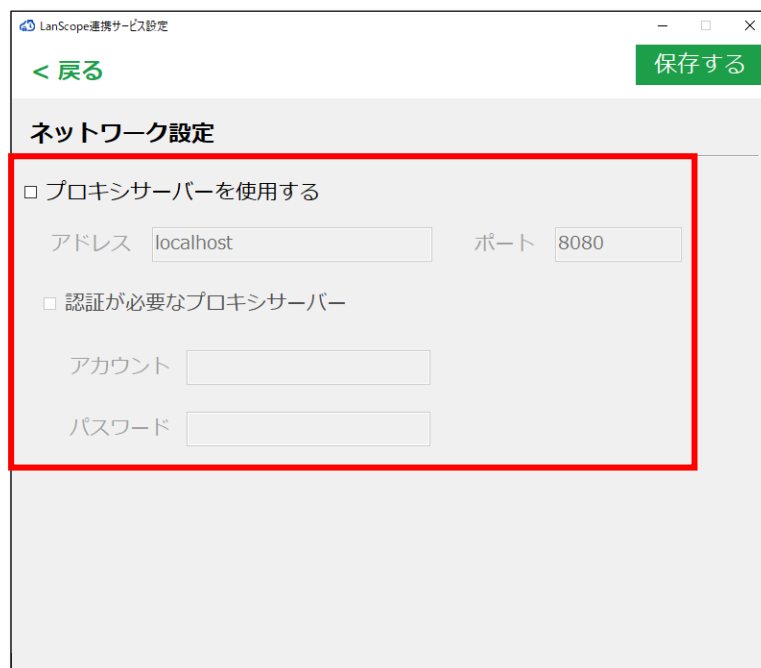 LanScope連携サービス設定
< 戻る
保存する
ネットワーク設定
プロキシサーバーを使用する
アドレス localhost ポート 8080
認証が必要なプロキシサーバー
アカウント
パスワード